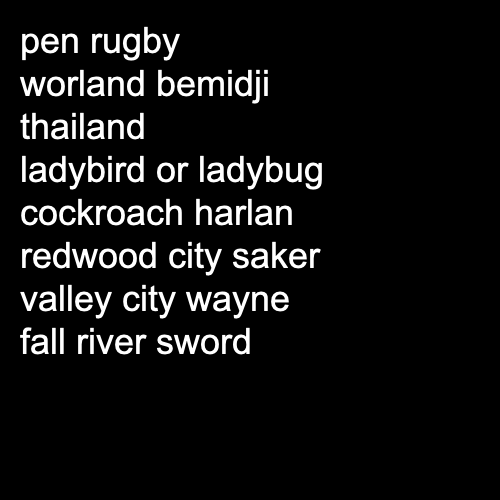 pen rugby
worland bemidji
thailand
ladybird or ladybug
cockroach harlan
redwood city saker
valley city wayne
fall river sword